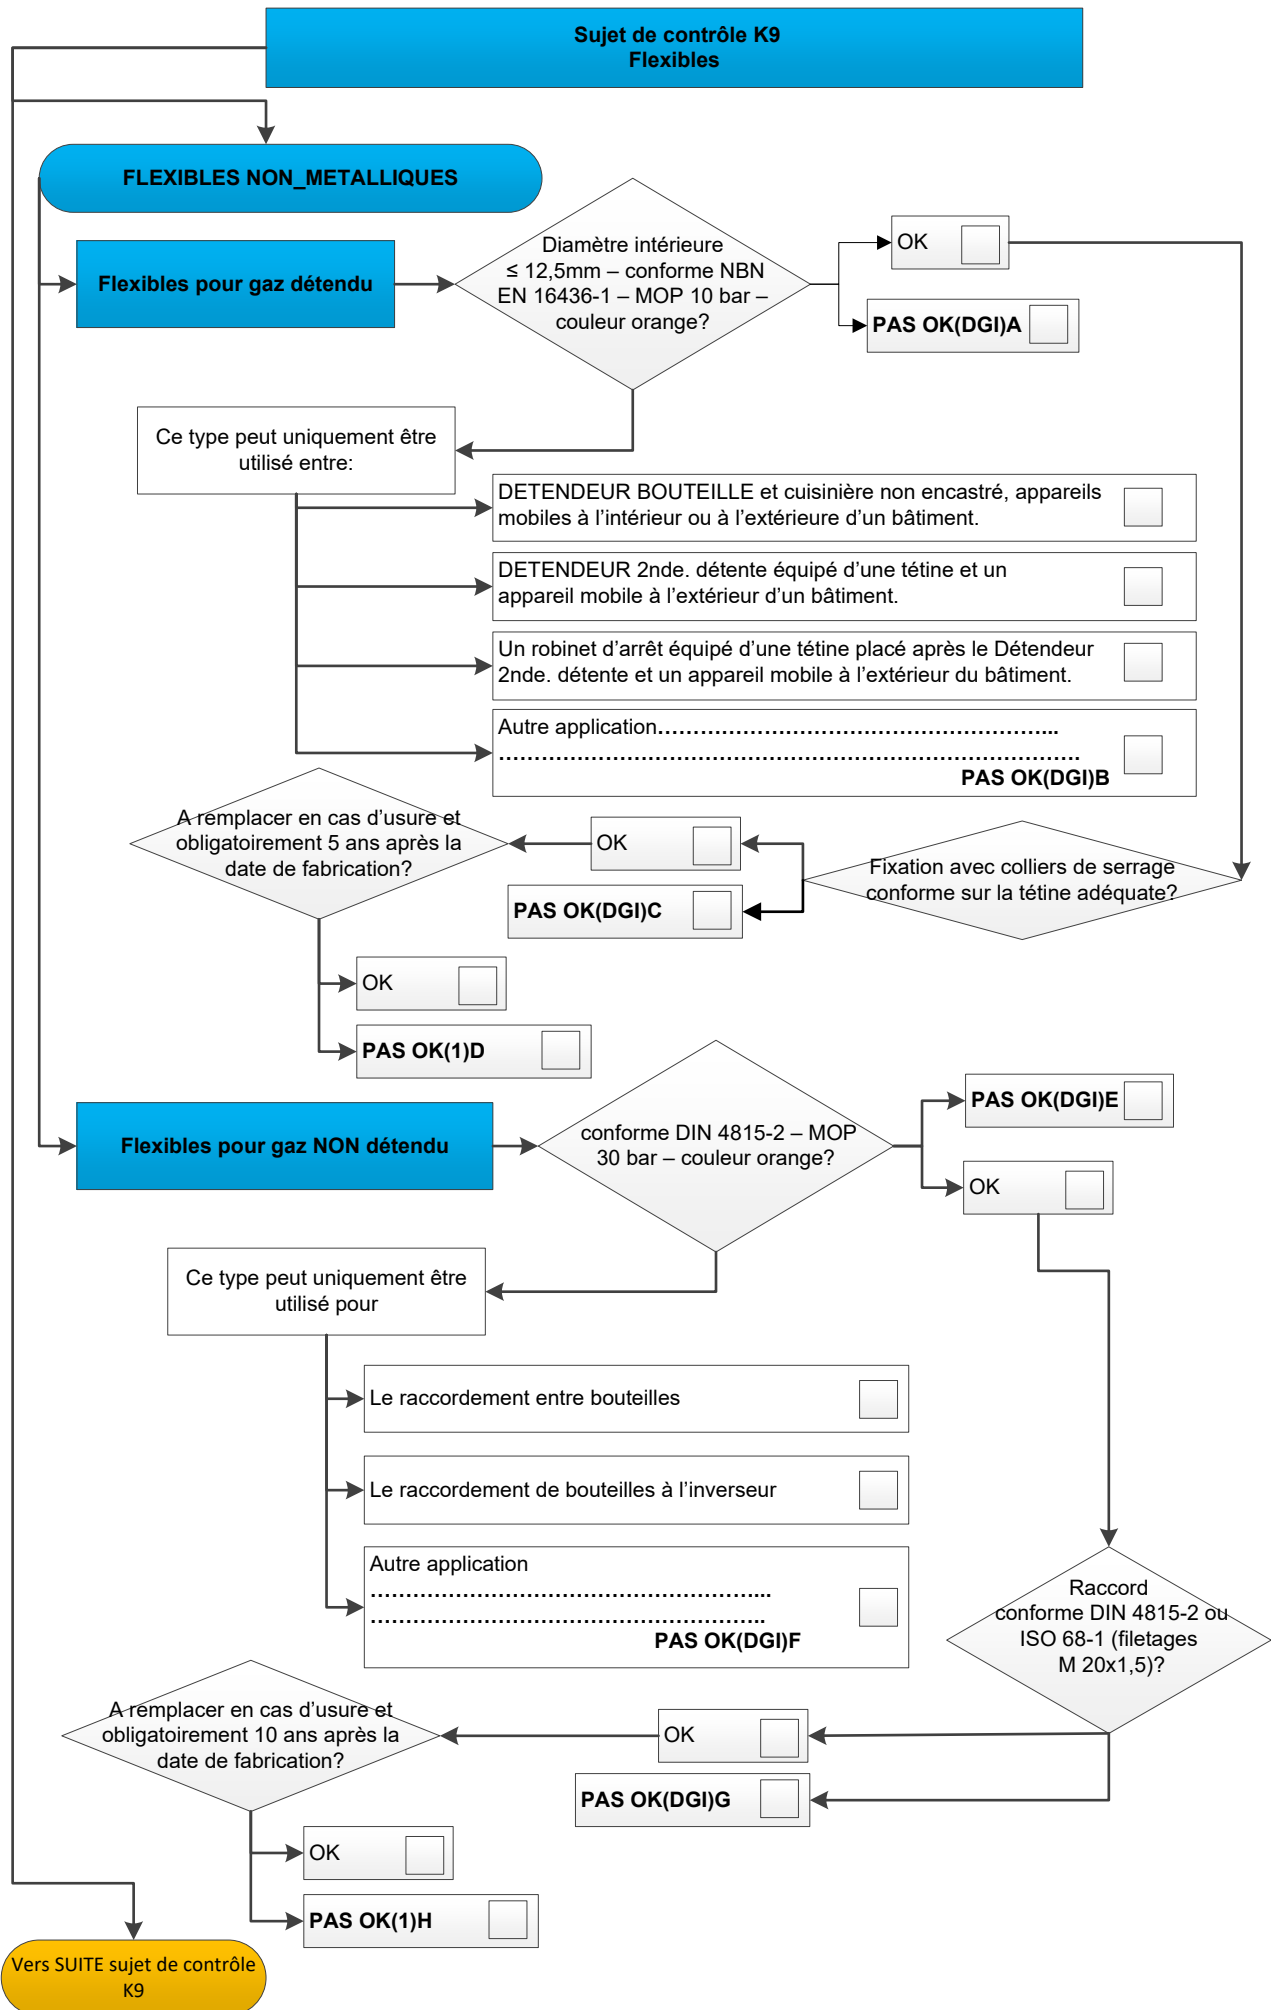 Sujet de contrôle K9
Flexibles
FLEXIBLES NON_METALLIQUES
Flexibles pour gaz détendu
Diamètre intérieure
≤ 12,5mm – conforme NBN
EN 16436-1 – MOP 10 bar –
couleur orange?
OK
PAS OK(DGI)A
Ce type peut uniquement être
utilisé entre:
DETENDEUR BOUTEILLE et cuisinière non encastré, appareils
mobiles à l'intérieur ou à l'extérieure d'un bâtiment.
DETENDEUR 2nde. détente équipé d'une tétine et un
appareil mobile à l'extérieur d'un bâtiment.
Un robinet d'arrêt équipé d'une tétine placé après le Détendeur
2nde. détente et un appareil mobile à l'extérieur du bâtiment.
Autre application…………………………………………………...
……………………………………………………………………….
PAS OK(DGI)B
A remplacer en cas d'usure et
obligatoirement 5 ans après la
date de fabrication?
OK
PAS OK(DGI)C
Fixation avec colliers de serrage
conforme sur la tétine adéquate?
OK
PAS OK(1)D
Flexibles pour gaz NON détendu
conforme DIN 4815-2 – MOP
30 bar – couleur orange?
PAS OK(DGI)E
OK
Ce type peut uniquement être
utilisé pour
Le raccordement entre bouteilles
Le raccordement de bouteilles à l'inverseur
Autre application
………………………………………………...
………………………………………………..
PAS OK(DGI)F
Raccord
conforme DIN 4815-2 ou
ISO 68-1 (filetages
M 20x1,5)?
A remplacer en cas d'usure et
obligatoirement 10 ans après la
date de fabrication?
OK
PAS OK(DGI)G
OK
PAS OK(1)H
Vers SUITE sujet de contrôle
K9